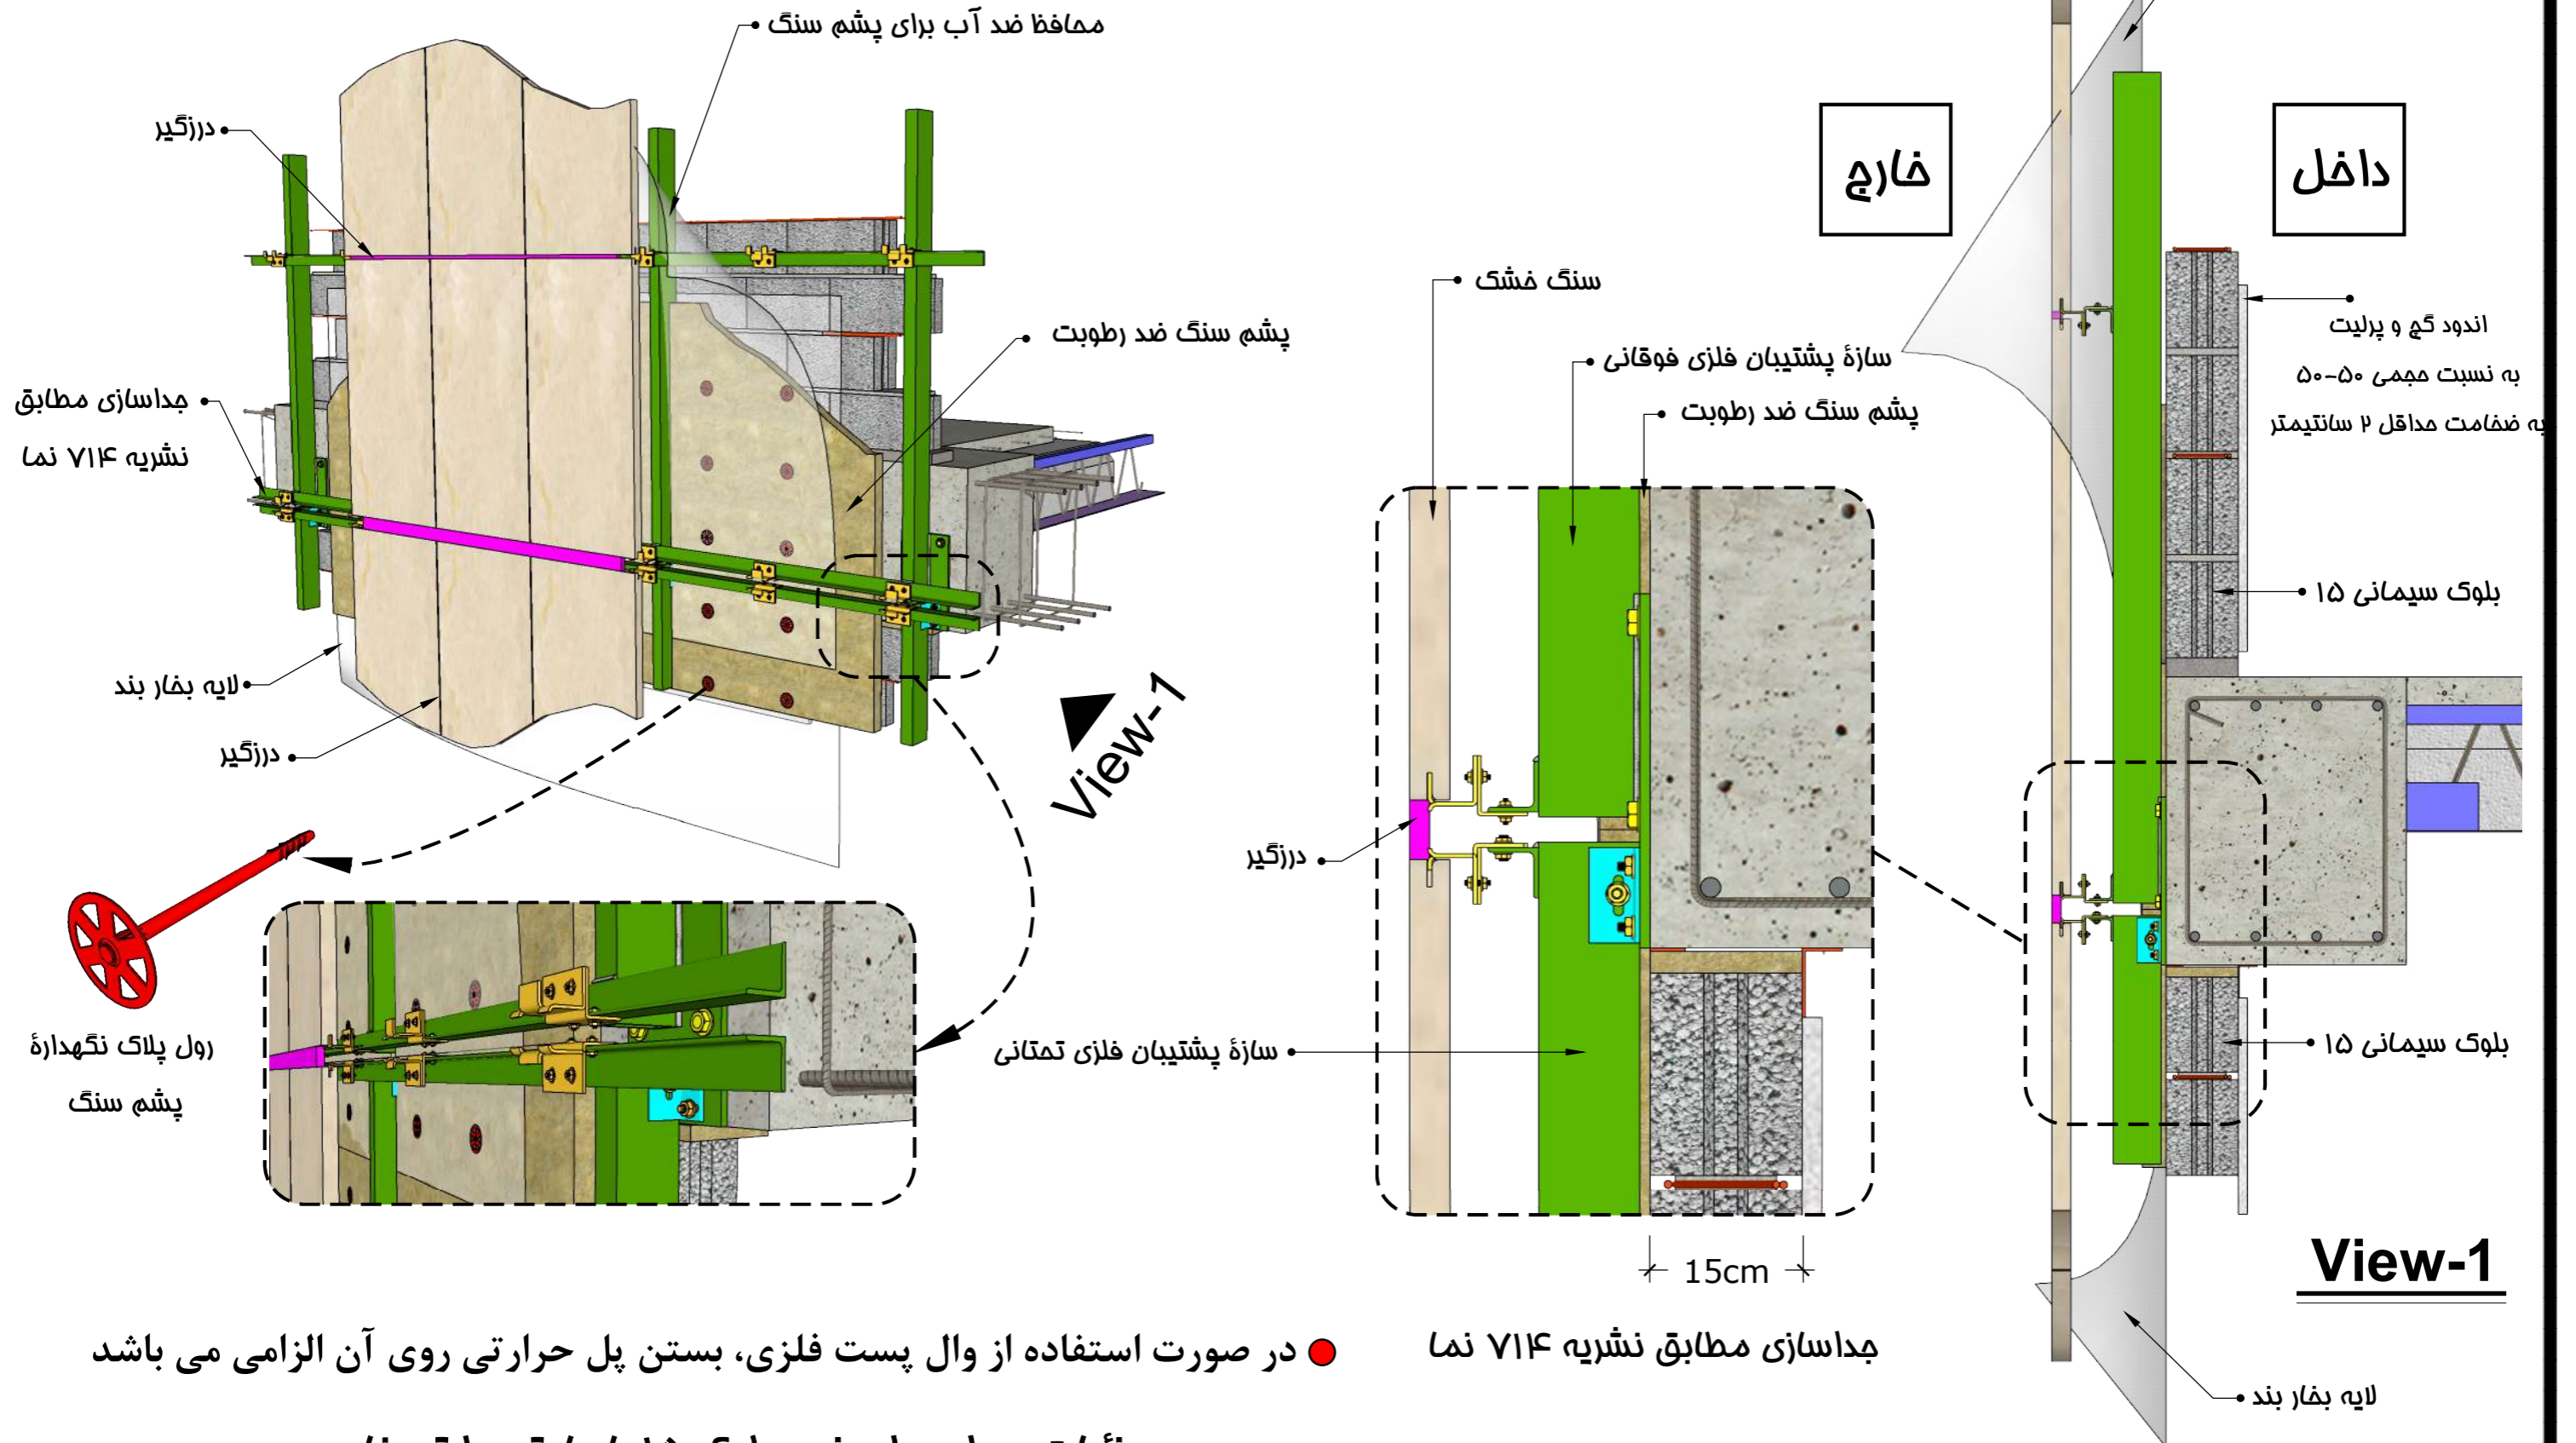 محافظ ضد آب برای پشم سنگ
درزگیر
پشم سنگ ضد رطوبت
جداسازی مطابق
نشریه ۷۱۴ نما
لایه بخار بند
درزگیر
View-1
رول پلاک نگهدارۀ
پشم سنگ
خارج
داخل
سنگ خشک
سازۀ پشتیبان فلزی فوقانی
پشم سنگ ضد رطوبت
اندود گچ و پرلیت
به نسبت حجمی ۵۰-۵۰
به ضخامت حداقل ۲ سانتیمتر
بلوک سیمانی ۱۵
درزگیر
سازۀ پشتیبان فلزی تحتانی
بلوک سیمانی ۱۵
15cm
View-1
جداسازی مطابق نشریه ۷۱۴ نما
لایه بخار بند
در صورت استفاده از وال پست فلزی، بستن پل حرارتی روی آن الزامی می باشد